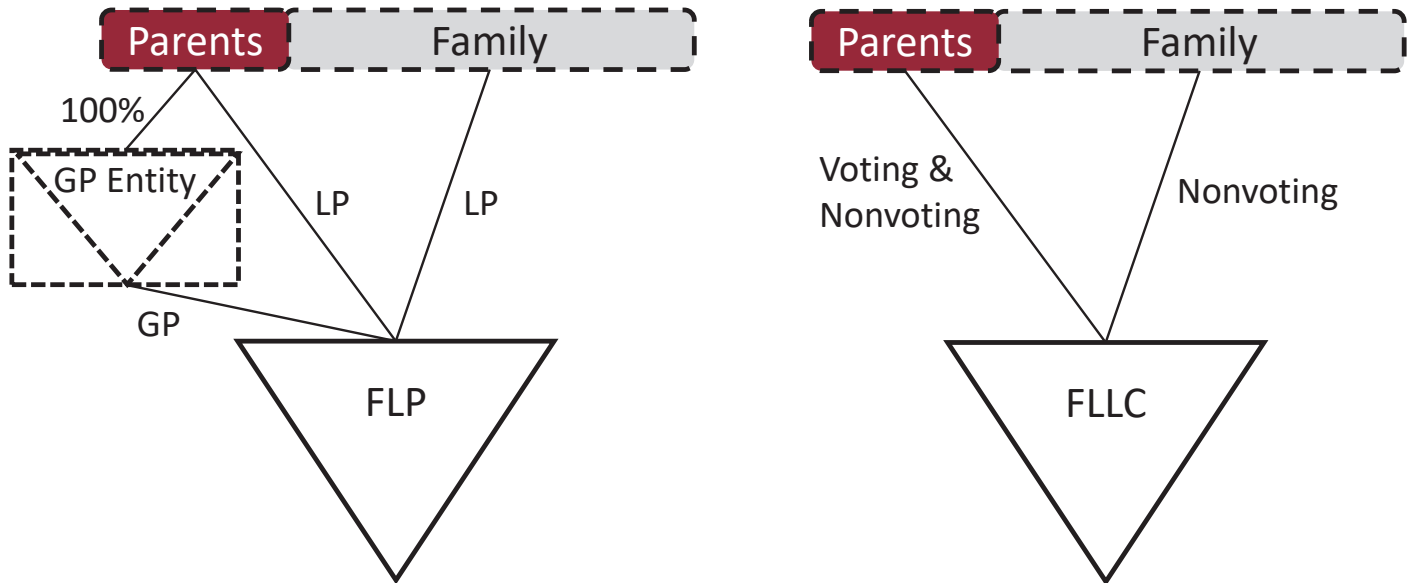 Parents
Family
100%
GP Entity
LP
LP
GP
FLP
Parents
Family
Voting &
Nonvoting
Nonvoting
FLLC